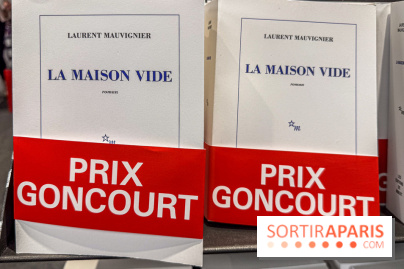 LAURENT MAUVIGNIER
LA MAISON VIDE
roman
m
PRIX
GONCOURT
LAURENT MAUVIGNIER
LA MAISON VIDE
roman
m
PRIX
GONCOURT
SORTIRAPARIS
.COM